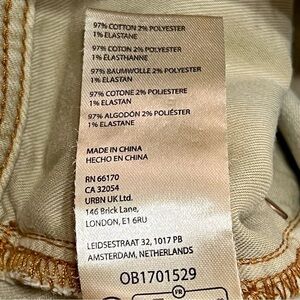 97% COTTON 2% POLYESTER
1% ELASTANE
97% COTON 2% POLYESTER
1% ELASTHANNE
97% BAUMWOLLE 2% POLYESTER
1% ELASTAN
97% COTONE 2% POLIESTERE
1% ELASTAN
97% ALGODÓN 2% POLIÉSTER
1% ELASTANE
MADE IN CHINA
HECHO EN CHINA
RN 66170
CA 32054
URBN UK Ltd.
146 Brick Lane,
LONDON, E1 6RU
LEIDSESTRAAT 32, 1017 PB
AMSTERDAM, NETHERLANDS
OB1701529
FR